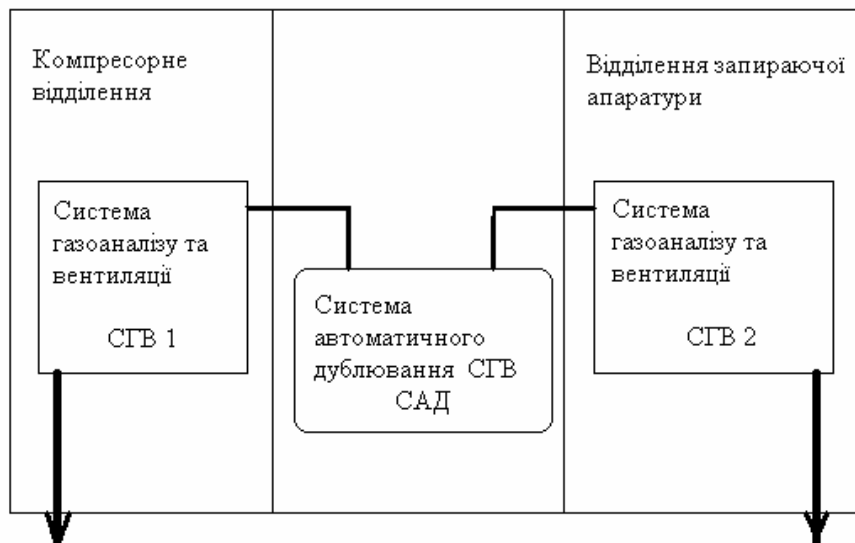 Компресорне
відділення
Відділення запираючої
апаратури
Система
газоаналізу та
вентиляції
СГВ 1
Система
автоматичного
дублювання СГВ
САД
Система
газоаналізу та
вентиляції
СГВ 2